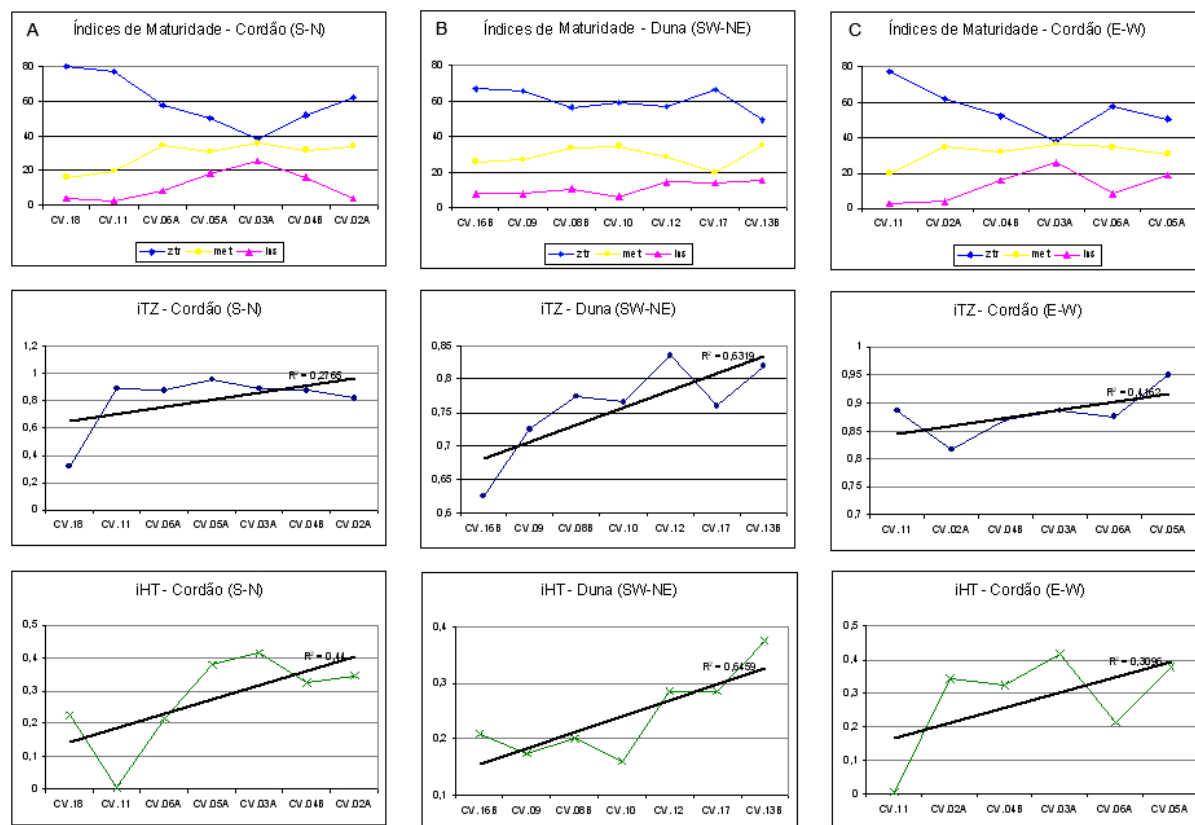 A
Índices de Maturidade - Cordão (S-N)
80
60
40
20
0
CV.18 CV.11 CV.06A CV.05A CV.03A CV.04B CV.02A
ztr met
B
Índices de Maturidade - Duna (SW-NE)
80
60
40
20
0
CV.16B CV.09 CV.08B CV.10 CV.12 CV.17 CV.13B
ztr met
C
Índices de Maturidade - Cordão (E-W)
80
60
40
20
0
CV.11 CV.02A CV.04B CV.03A CV.06A CV.05A
ztr met
iTZ - Cordão (S-N)
1,2
1
0,8
0,6
0,4
0,2
0
R² = 0,2765
CV.18 CV.11 CV.06A CV.05A CV.03A CV.04B CV.02A
iTZ - Duna (SW-NE)
0,85
0,8
0,75
0,7
0,65
0,6
R² = 0,6319
CV.16B CV.09 CV.08B CV.10 CV.12 CV.17 CV.13B
iTZ - Cordão (E-W)
1
0,95
0,9
0,85
0,8
0,75
0,7
CV.11 CV.02A CV.04B CV.03A CV.06A CV.05A
iHT - Cordão (S-N)
0,5
0,4
0,3
0,2
0,1
0
R² = 0,44
CV.18 CV.11 CV.06A CV.05A CV.03A CV.04B CV.02A
iHT - Duna (SW-NE)
0,4
0,3
0,2
0,1
R² = 0,6459
CV.16B CV.09 CV.08B CV.10 CV.12 CV.17 CV.13B
iHT - Cordão (E-W)
0,5
0,4
0,3
0,2
0,1
0
R² = 0,3095
CV.11 CV.02A CV.04B CV.03A CV.06A CV.05A